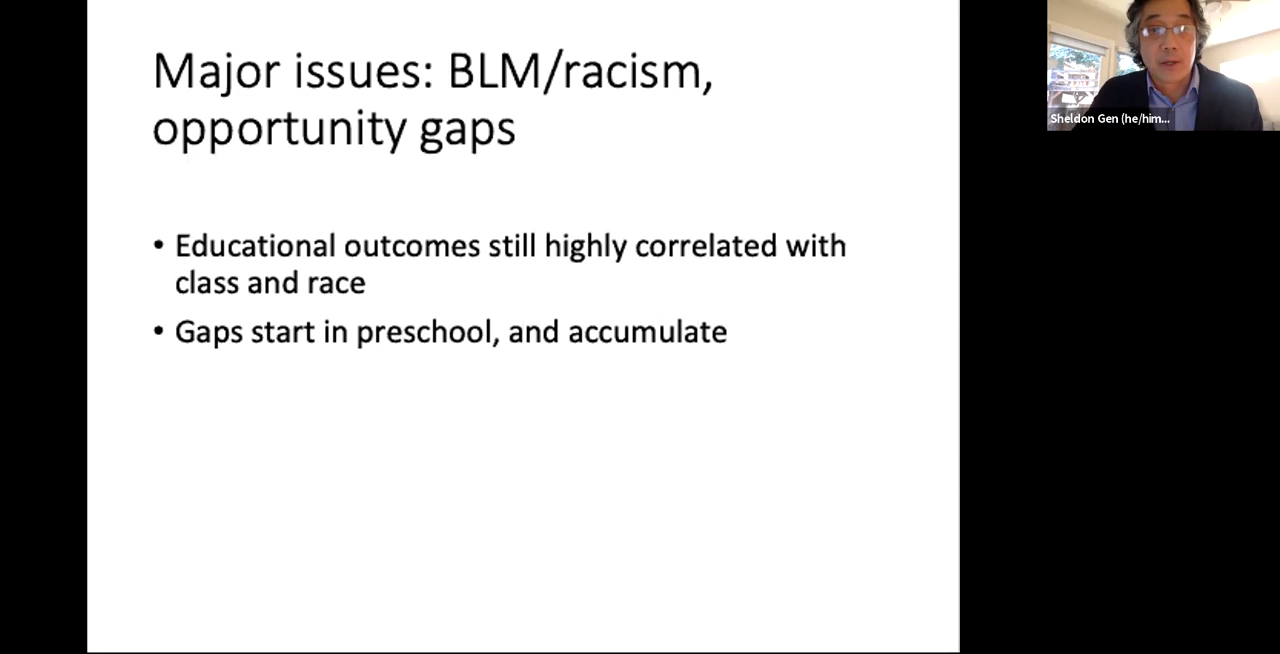 Major issues: BLM/racism,
opportunity gaps
• Educational outcomes still highly correlated with
class and race
• Gaps start in preschool, and accumulate
Sheldon Gen (he/him...